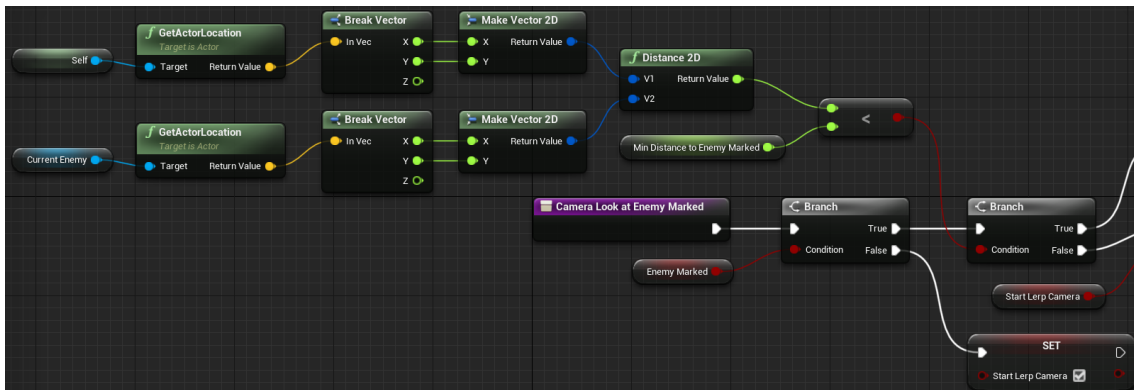 Self
GetActorLocation
Target is Actor
Target
Return Value
Break Vector
In Vec
X
Y
Z
Make Vector 2D
X
Y
Return Value
Distance 2D
V1
V2
Return Value
Current Enemy
GetActorLocation
Target is Actor
Target
Return Value
Break Vector
In Vec
X
Y
Z
Make Vector 2D
X
Y
Return Value
Min Distance to Enemy Marked
<
Camera Look at Enemy Marked
Branch
Condition
True
False
Enemy Marked
Branch
Condition
True
False
Start Lerp Camera
SET
Start Lerp Camera